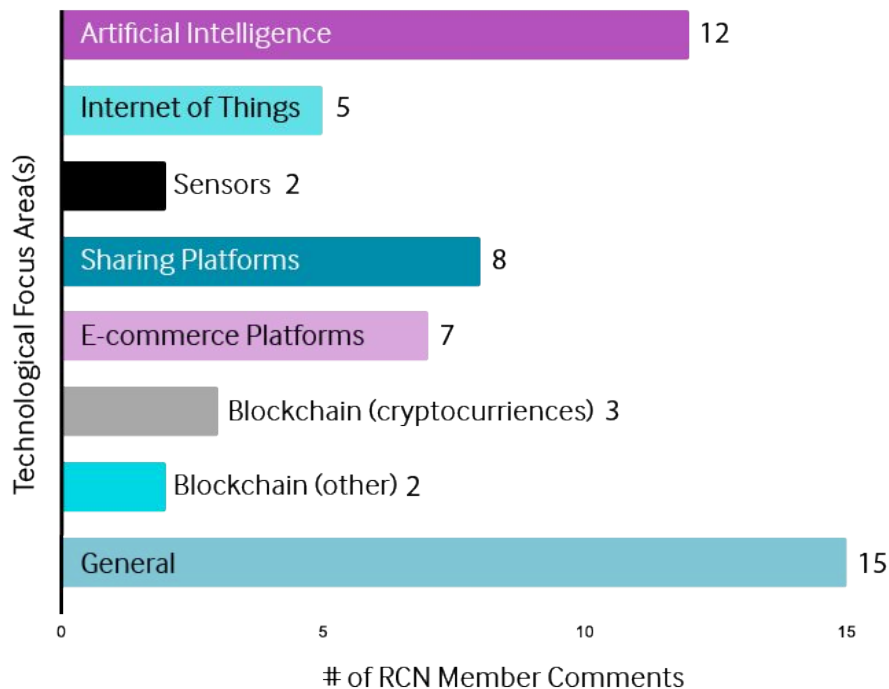 Technological Focus Area(s)
Artificial Intelligence 12
Internet of Things 5
Sensors 2
Sharing Platforms 8
E-commerce Platforms 7
Blockchain (cryptocurriences) 3
Blockchain (other) 2
General 15
0 5 10 15
# of RCN Member Comments